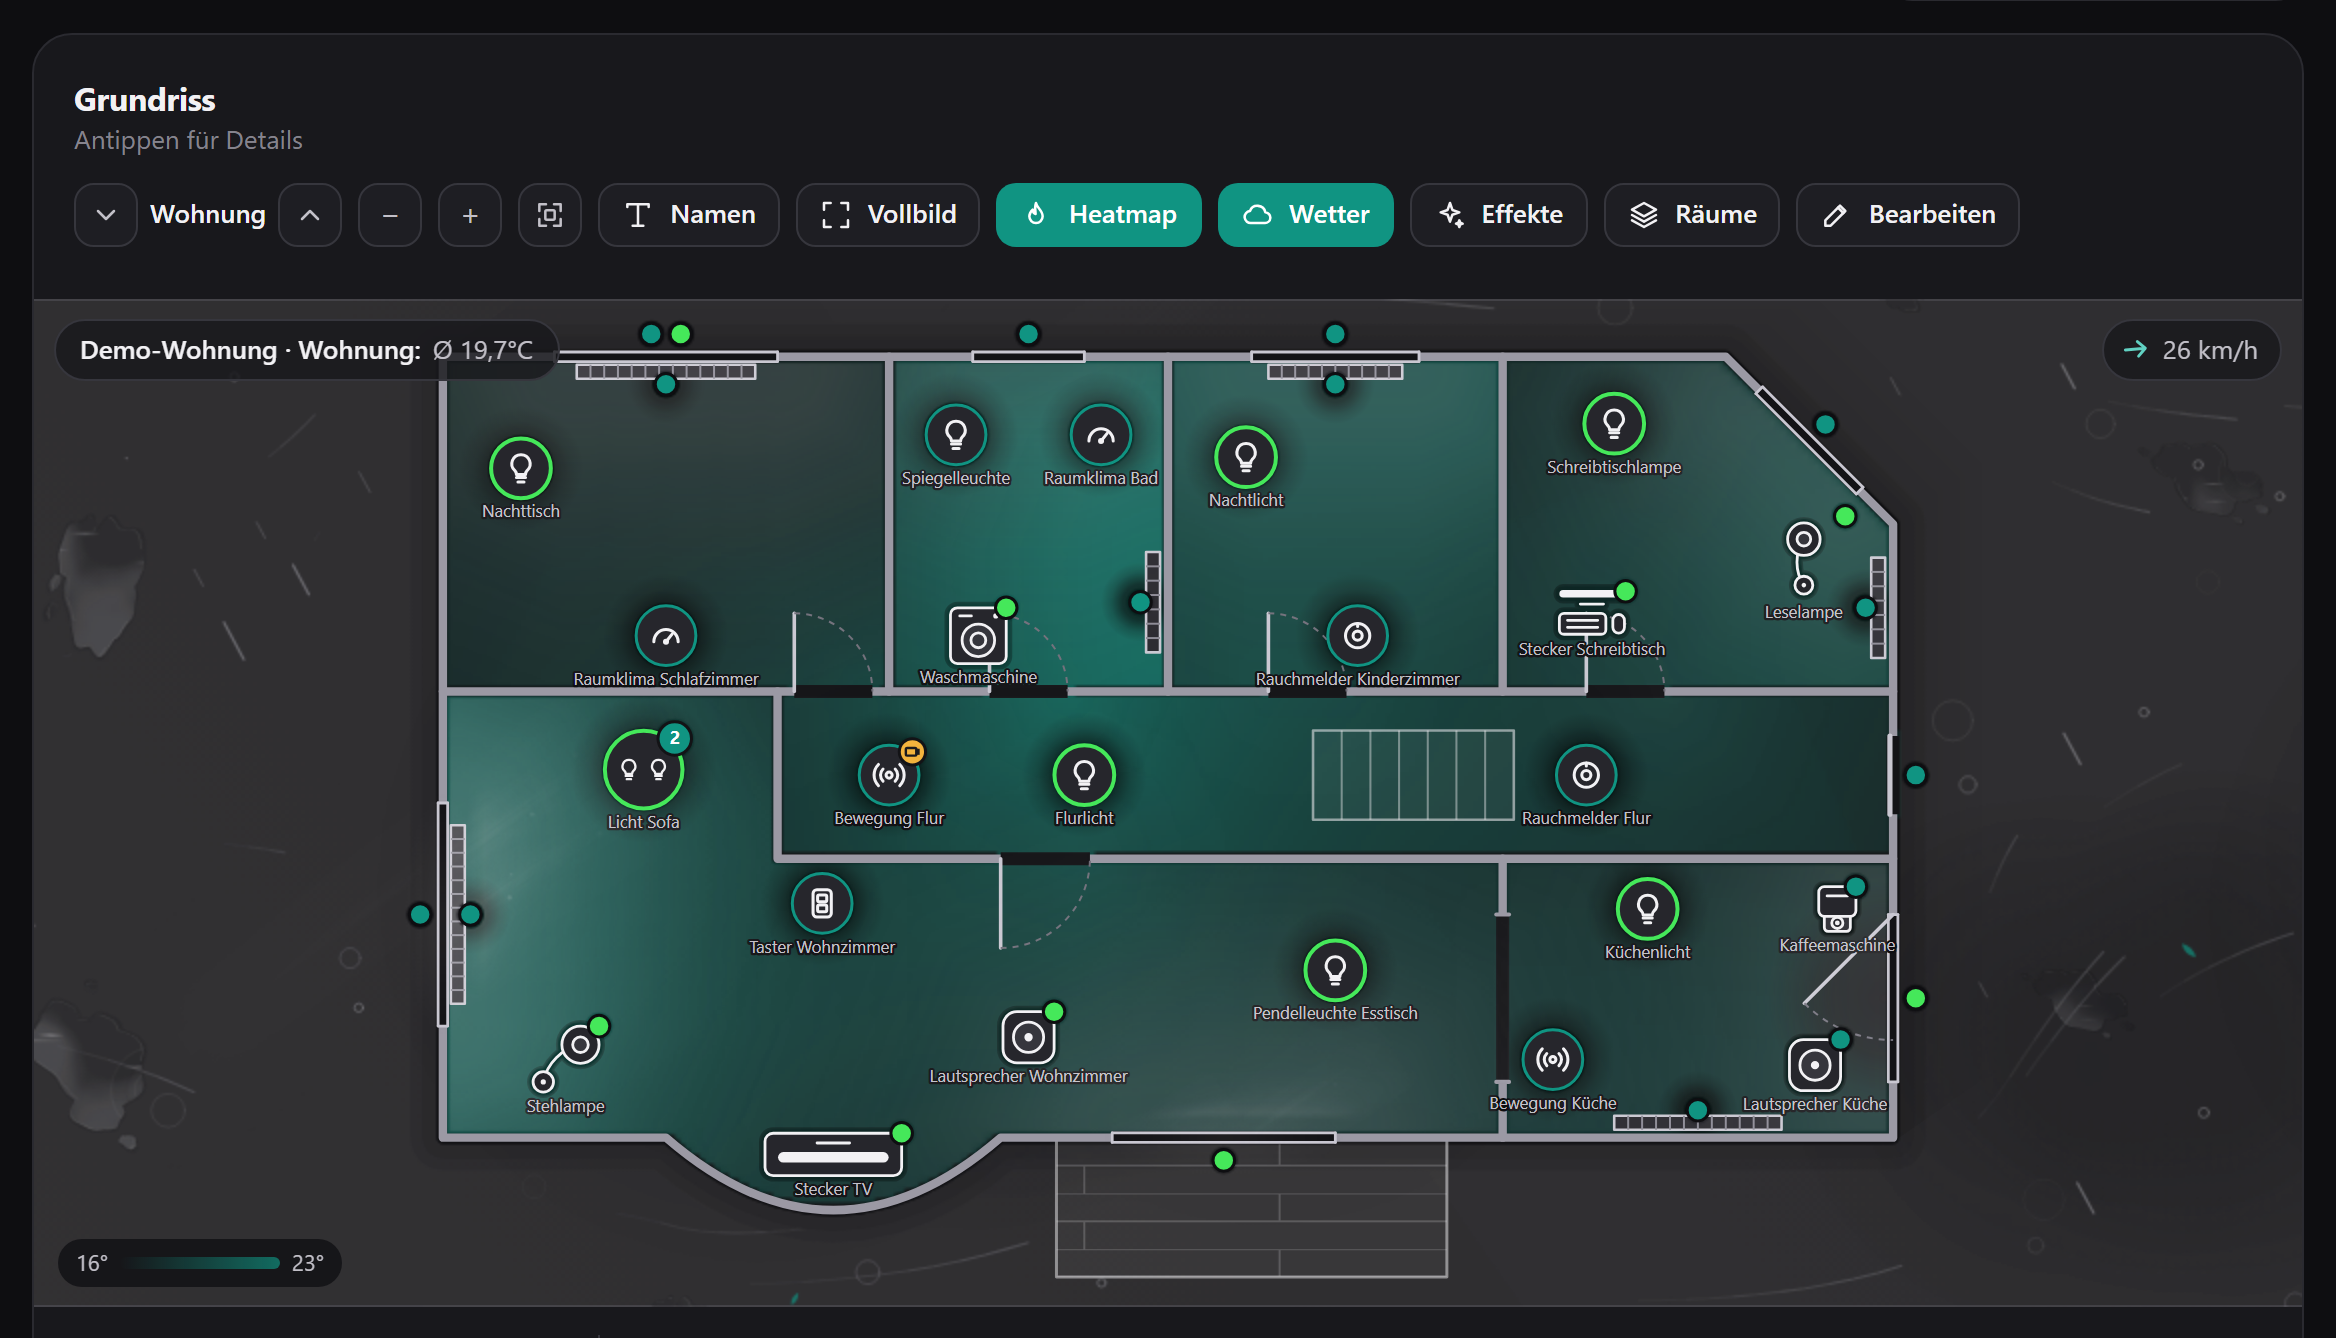 Grundriss
Antippen für Details
Wohnung
Namen
Vollbild
Heatmap
Wetter
Effekte
Räume
Bearbeiten
Demo-Wohnung · Wohnung: Ø 19,7°C
26 km/h
Nachttisch
Spiegelleuchte
Raumklima Bad
Nachtlicht
Schreibtischlampe
Leselampe
Stecker Schreibtisch
Raumklima Schlafzimmer
Waschmaschine
Rauchmelder Kinderzimmer
2
Licht Sofa
Bewegung Flur
Flurlicht
Rauchmelder Flur
Taster Wohnzimmer
Küchenlicht
Kaffeemaschine
Pendelleuchte Esstisch
Lautsprecher Wohnzimmer
Stehlampe
Bewegung Küche
Lautsprecher Küche
Stecker TV
16° 23°